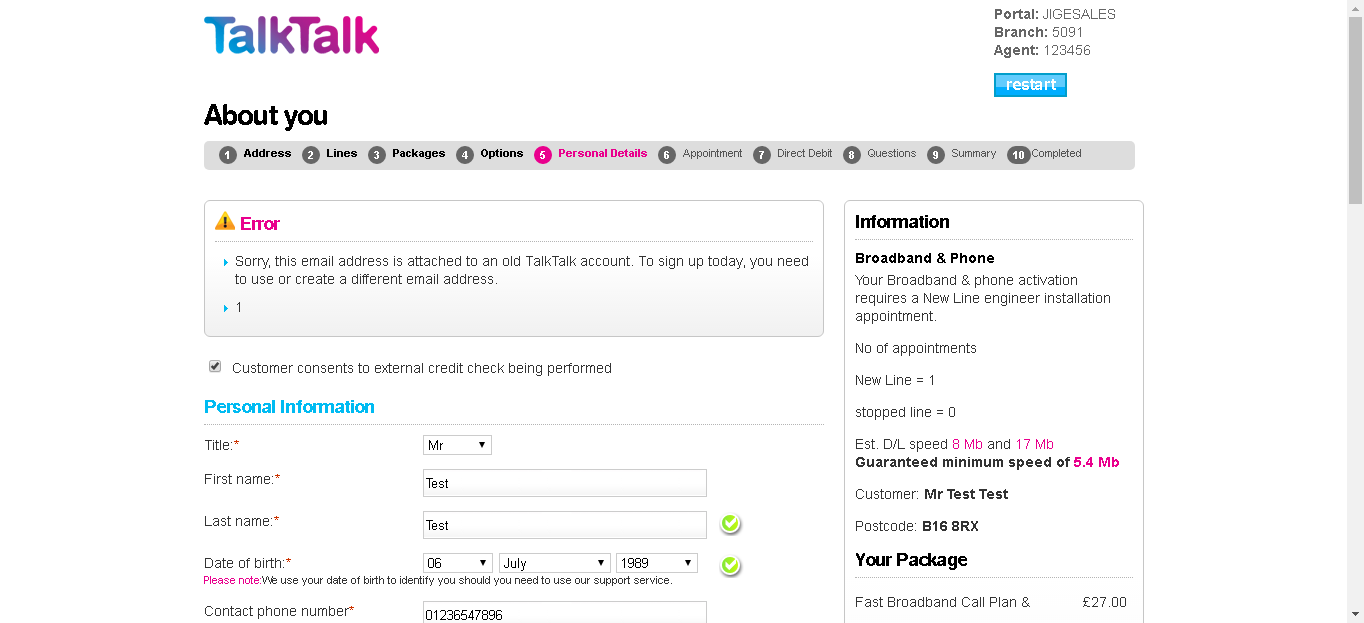 TalkTalk
Portal: JIGESALES
Branch: 5091
Agent: 123456
restart
About you
1 Address 2 Lines 3 Packages 4 Options 5 Personal Details 6 Appointment 7 Direct Debit 8 Questions 9 Summary 10 Completed
Error
Sorry, this email address is attached to an old TalkTalk account. To sign up today, you need
to use or create a different email address.
1
Customer consents to external credit check being performed
Personal Information
Title:* Mr
First name:* Test
Last name:* Test
Date of birth:* 06 July 1989
Please note:We use your date of birth to identify you should you need to use our support service.
Contact phone number* 01236547896
Information
Broadband & Phone
Your Broadband & phone activation
requires a New Line engineer installation
appointment.
No of appointments
New Line = 1
stopped line = 0
Est. D/L speed 8 Mb and 17 Mb
Guaranteed minimum speed of 5.4 Mb
Customer: Mr Test Test
Postcode: B16 8RX
Your Package
Fast Broadband Call Plan & £27.00